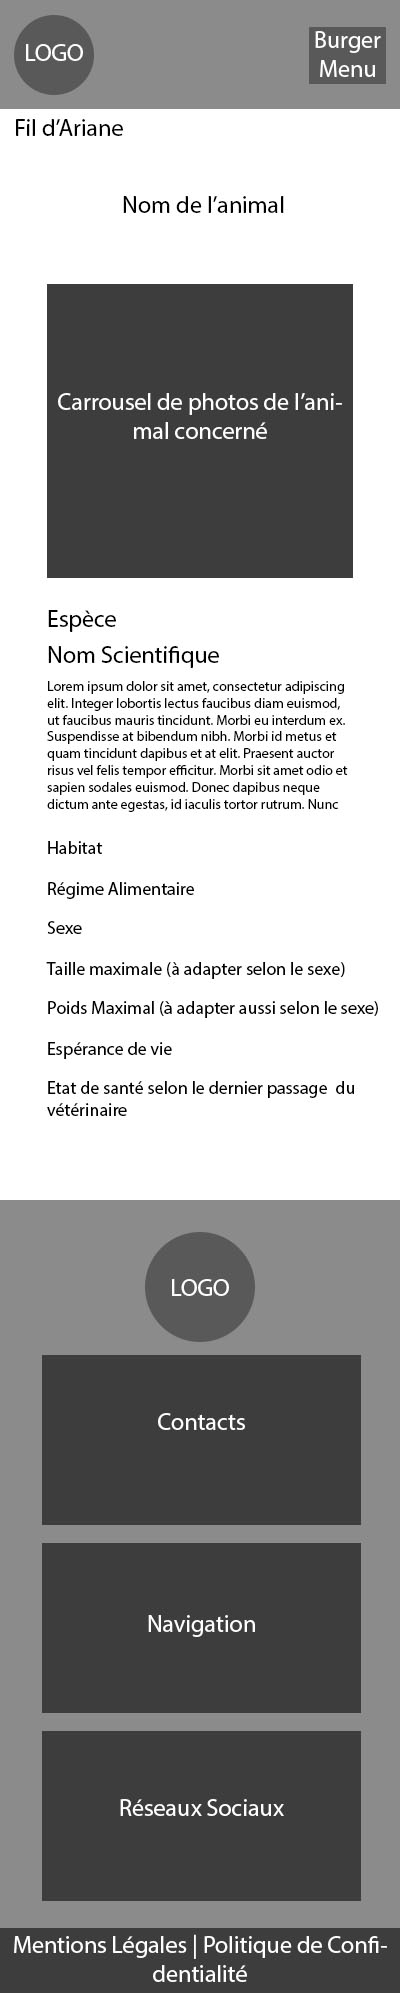 LOGO
Burger
Menu
Fil d’Ariane
Nom de l’animal
Carrousel de photos de l’ani-
mal concerné
Espèce
Nom Scientifique
Lorem ipsum dolor sit amet, consectetur adipiscing
elit. Integer lobortis lectus faucibus diam euismod,
ut faucibus mauris tincidunt. Morbi eu interdum ex.
Suspendisse at bibendum nibh. Morbi id metus et
quam tincidunt dapibus et at elit. Praesent auctor
risus vel felis tempor efficitur. Morbi sit amet odio et
sapien sodales euismod. Donec dapibus neque
dictum ante egestas, id iaculis tortor rutrum. Nunc
Habitat
Régime Alimentaire
Sexe
Taille maximale (à adapter selon le sexe)
Poids Maximal (à adapter aussi selon le sexe)
Espérance de vie
Etat de santé selon le dernier passage  du
vétérinaire
LOGO
Contacts
Navigation
Réseaux Sociaux
Mentions Légales | Politique de Confi-
dentialité